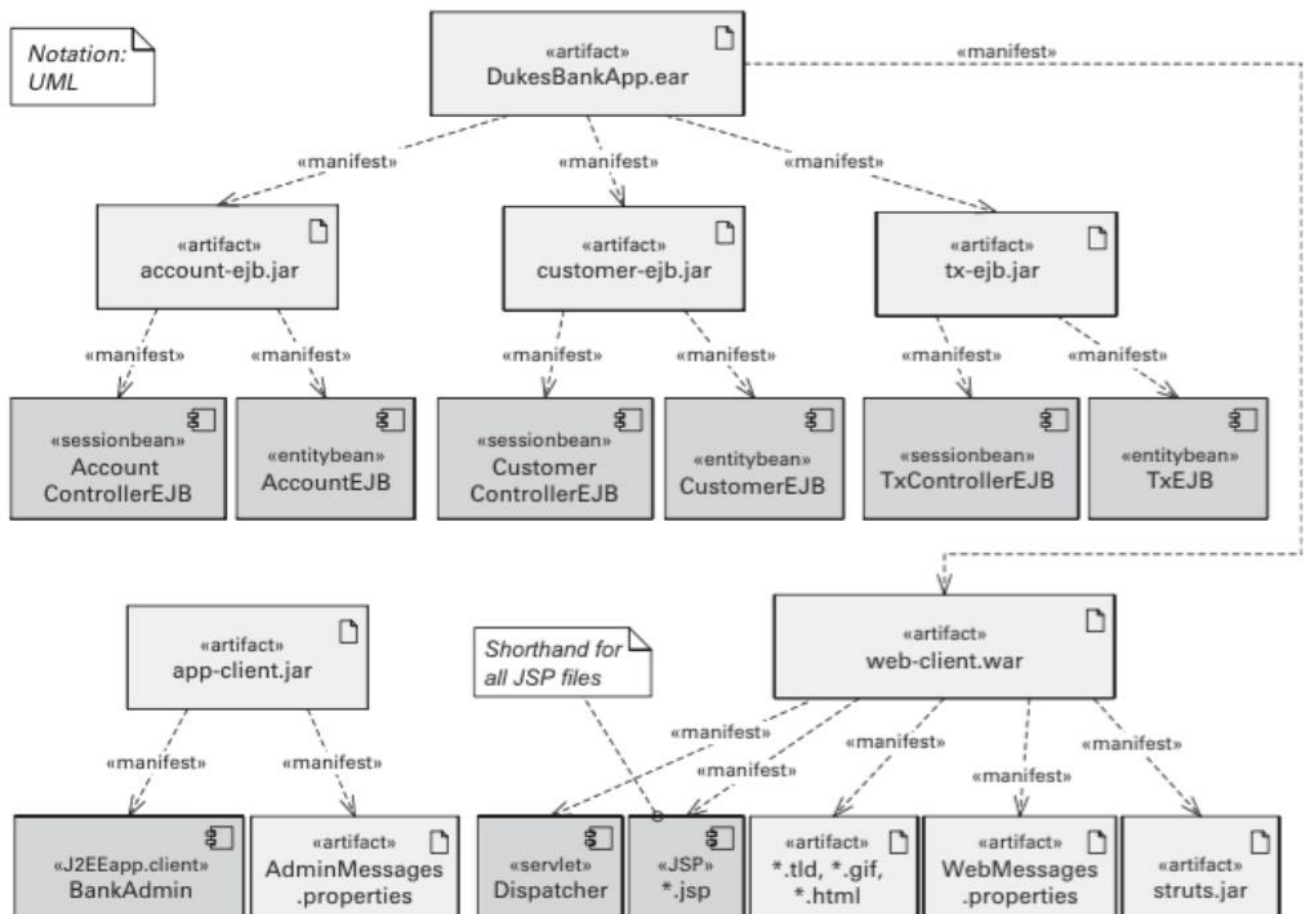 Notation:
UML
«artifact»
DukesBankApp.ear
«manifest»
«manifest»
«manifest»
«manifest»
«artifact»
account-ejb.jar
«artifact»
customer-ejb.jar
«artifact»
tx-ejb.jar
«manifest»
«manifest»
«manifest»
«manifest»
«manifest»
«manifest»
«sessionbean»
Account
ControllerEJB
«entitybean»
AccountEJB
«sessionbean»
Customer
ControllerEJB
«entitybean»
CustomerEJB
«sessionbean»
TxControllerEJB
«entitybean»
TxEJB
«artifact»
app-client.jar
Shorthand for
all JSP files
«artifact»
web-client.war
«manifest»
«manifest»
«manifest»
«manifest»
«manifest»
«manifest»
«manifest»
«J2EEapp.client»
BankAdmin
«artifact»
AdminMessages
.properties
«servlet»
Dispatcher
«JSP»
*.jsp
«artifact»
*.tld, *.gif,
*.html
«artifact»
WebMessages
.properties
«artifact»
struts.jar